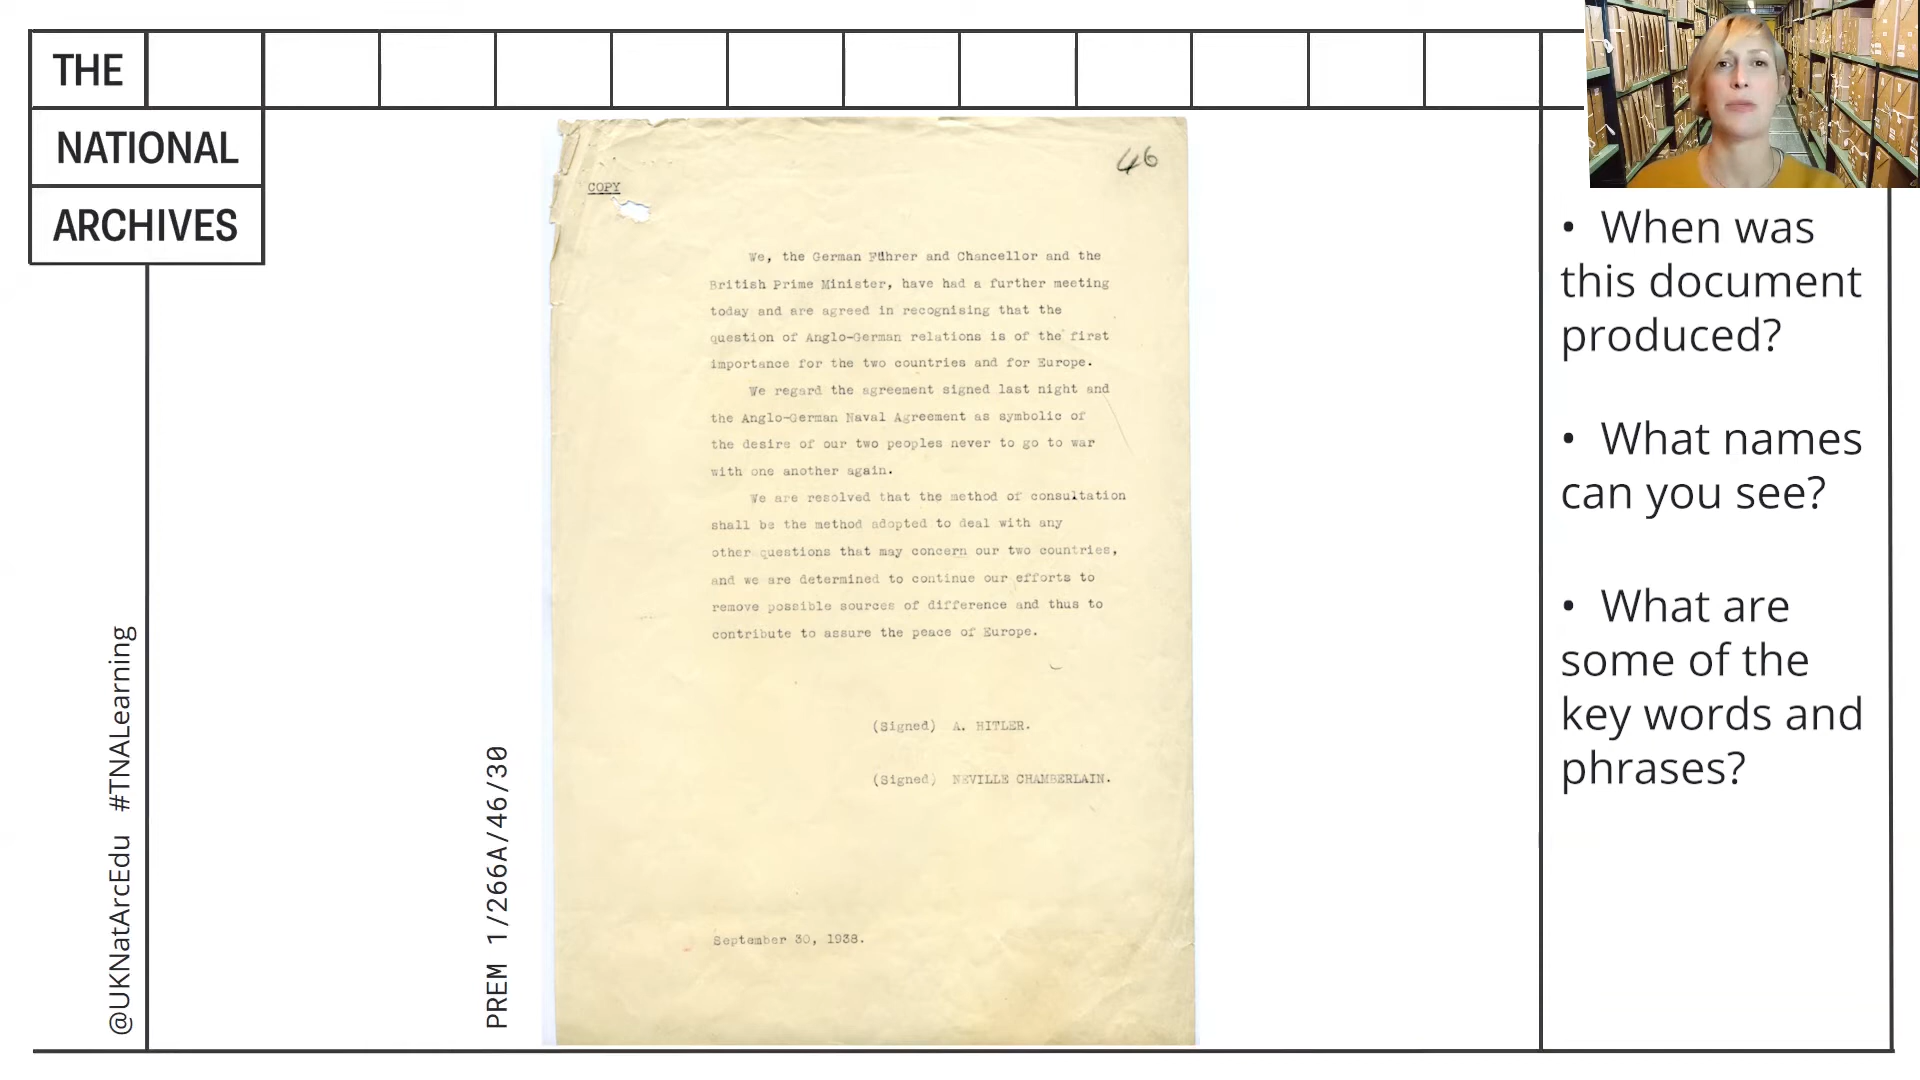 THE
NATIONAL
ARCHIVES
@UKNatArcEdu #TNALearning
PREM 1/266A/46/30
46
COPY
We, the German Führer and Chancellor and the
British Prime Minister, have had a further meeting
today and are agreed in recognising that the
question of Anglo-German relations is of the first
importance for the two countries and for Europe.
We regard the agreement signed last night and
the Anglo-German Naval Agreement as symbolic of
the desire of our two peoples never to go to war
with one another again.
We are resolved that the method of consultation
shall be the method adopted to deal with any
other questions that may concern our two countries,
and we are determined to continue our efforts to
remove possible sources of difference and thus to
contribute to assure the peace of Europe.
(Signed) A. HITLER.
(Signed) NEVILLE CHAMBERLAIN.
September 30, 1938.
• When was
this document
produced?
• What names
can you see?
• What are
some of the
key words and
phrases?